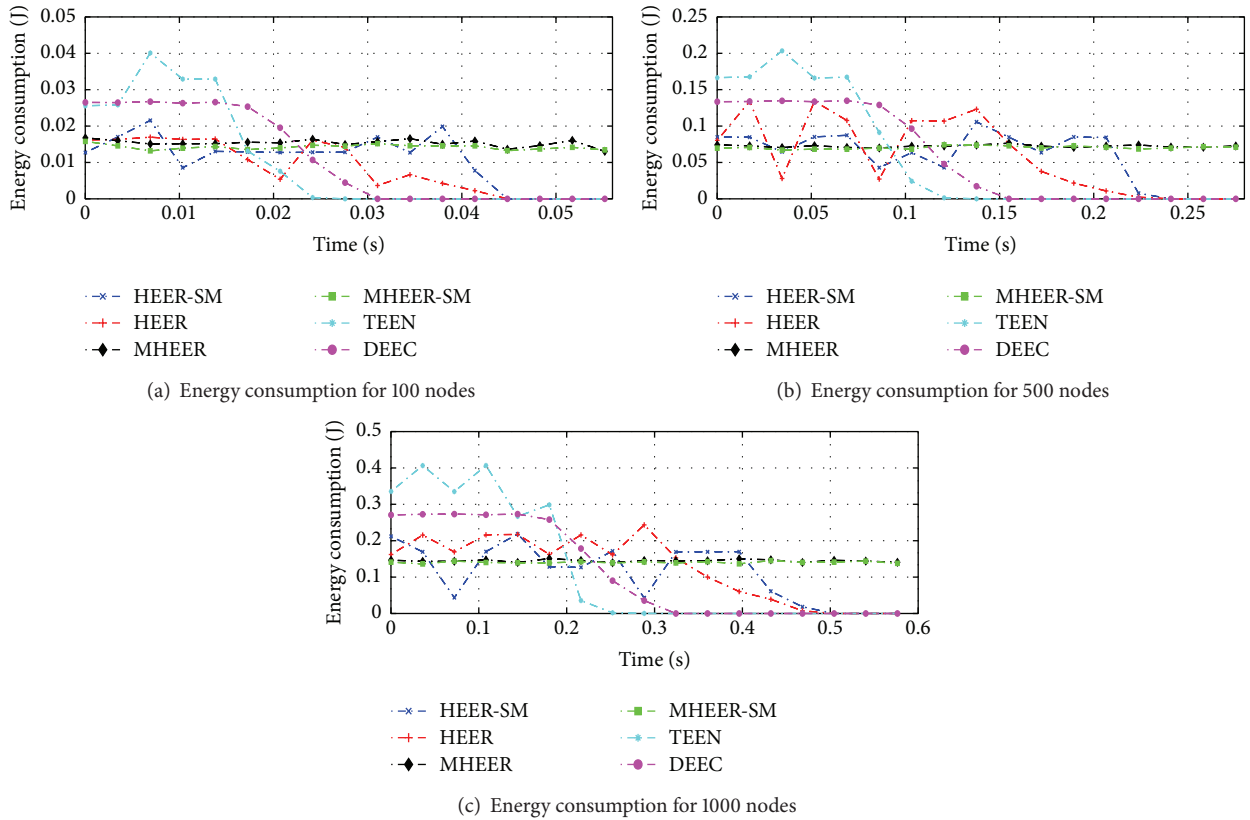 Energy consumption (J)
0.05
0.04
0.03
0.02
0.01
0
0 0.01 0.02 0.03 0.04 0.05
Time (s)
HEER-SM
HEER
MHEER
MHEER-SM
TEEN
DEEC
(a) Energy consumption for 100 nodes
Energy consumption (J)
0.25
0.2
0.15
0.1
0.05
0
0 0.05 0.1 0.15 0.2 0.25
Time (s)
HEER-SM
HEER
MHEER
MHEER-SM
TEEN
DEEC
(b) Energy consumption for 500 nodes
Energy consumption (J)
0.5
0.4
0.3
0.2
0.1
0
0 0.1 0.2 0.3 0.4 0.5 0.6
Time (s)
HEER-SM
HEER
MHEER
MHEER-SM
TEEN
DEEC
(c) Energy consumption for 1000 nodes